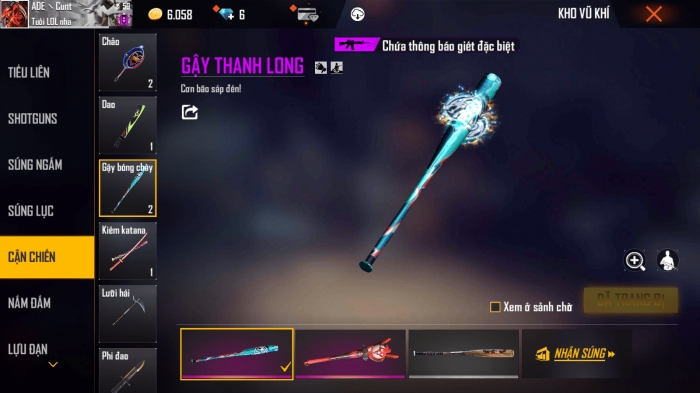 ADE ヽ Cunt
Tuổi LOL nha
6.058
6
KHO VŨ KHÍ
TIỂU LIÊN
SHOTGUNS
SÚNG NGẮM
SÚNG LỤC
CẬN CHIẾN
NẮM ĐẤM
LỰU ĐẠN
Chảo
2
Dao
1
Gậy bóng chày
2
Kiếm katana
1
Lưỡi hái
Phi dao
GẬY THANH LONG
Cơn bão sắp đến!
Chứa thông báo giết đặc biệt
Xem ở sảnh chờ
ĐÃ TRANG BỊ
NHẬN SÚNG